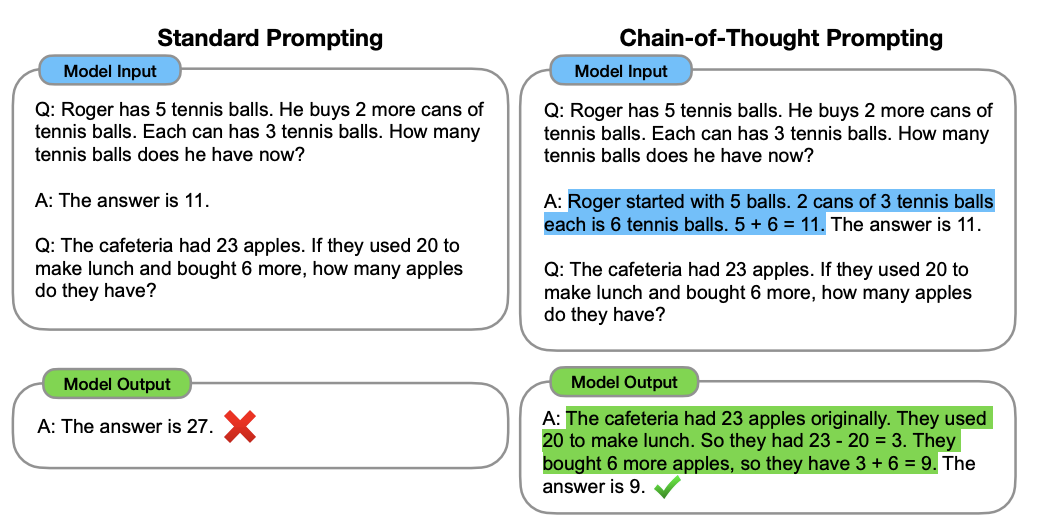 Standard Prompting
Model Input
Q: Roger has 5 tennis balls. He buys 2 more cans of
tennis balls. Each can has 3 tennis balls. How many
tennis balls does he have now?
A: The answer is 11.
Q: The cafeteria had 23 apples. If they used 20 to
make lunch and bought 6 more, how many apples
do they have?
Model Output
A: The answer is 27.
Chain-of-Thought Prompting
Model Input
Q: Roger has 5 tennis balls. He buys 2 more cans of
tennis balls. Each can has 3 tennis balls. How many
tennis balls does he have now?
A: Roger started with 5 balls. 2 cans of 3 tennis balls
each is 6 tennis balls. 5 + 6 = 11. The answer is 11.
Q: The cafeteria had 23 apples. If they used 20 to
make lunch and bought 6 more, how many apples
do they have?
Model Output
A: The cafeteria had 23 apples originally. They used
20 to make lunch. So they had 23 - 20 = 3. They
bought 6 more apples, so they have 3 + 6 = 9. The
answer is 9.